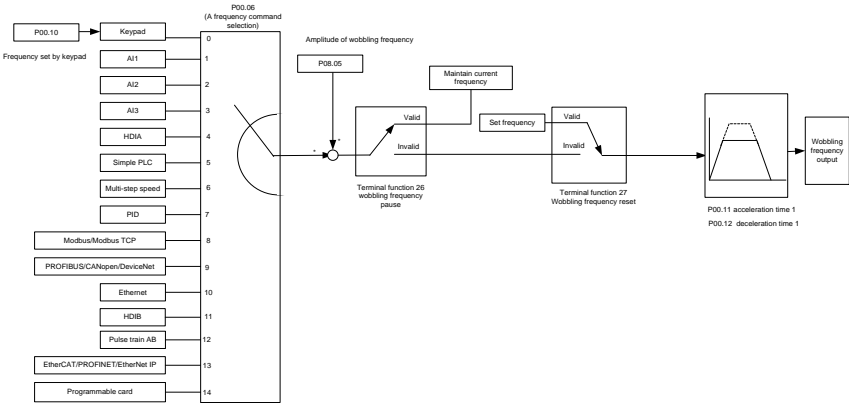 P00.06
(A frequency command
selection)
P00.10
Keypad
0
Frequency set by keypad
AI1
1
AI2
2
AI3
3
HDIA
4
Simple PLC
5
Multi-step speed
6
PID
7
Modbus/Modbus TCP
8
PROFIBUS/CANopen/DeviceNet
9
Ethernet
10
HDIB
11
Pulse train AB
12
EtherCAT/PROFINET/EtherNet IP
13
Programmable card
14
Amplitude of wobbling frequency
P08.05
*
*
Maintain current
frequency
Valid
Invalid
Terminal function 26
wobbling frequency
pause
Set frequency
Valid
Invalid
Terminal function 27
Wobbling frequency reset
P00.11 acceleration time 1
P00.12 deceleration time 1
Wobbling
frequency
output